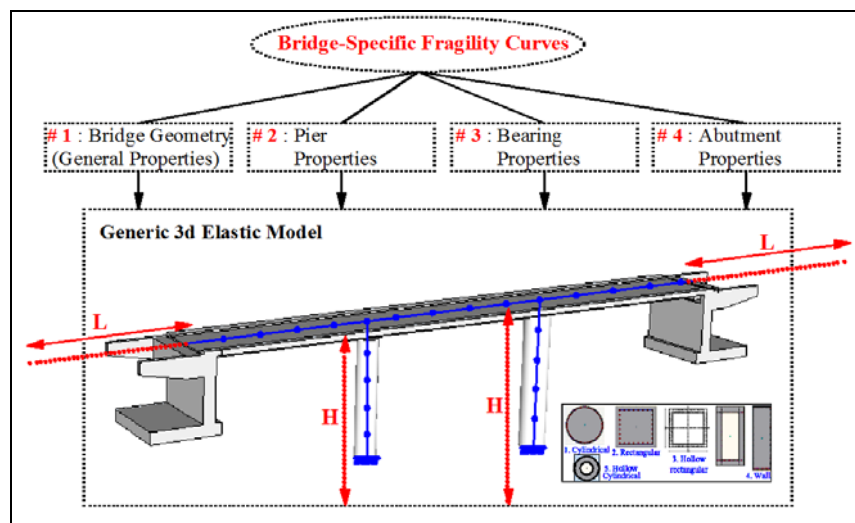 Bridge-Specific Fragility Curves
# 1 : Bridge Geometry
(General Properties)
# 2 : Pier
Properties
# 3 : Bearing
Properties
# 4 : Abutment
Properties
Generic 3d Elastic Model
L
L
H
H
1. Cylindrical
2. Rectangular
3. Hollow
rectangular
4. Wall
5. Hollow
Cylindrical